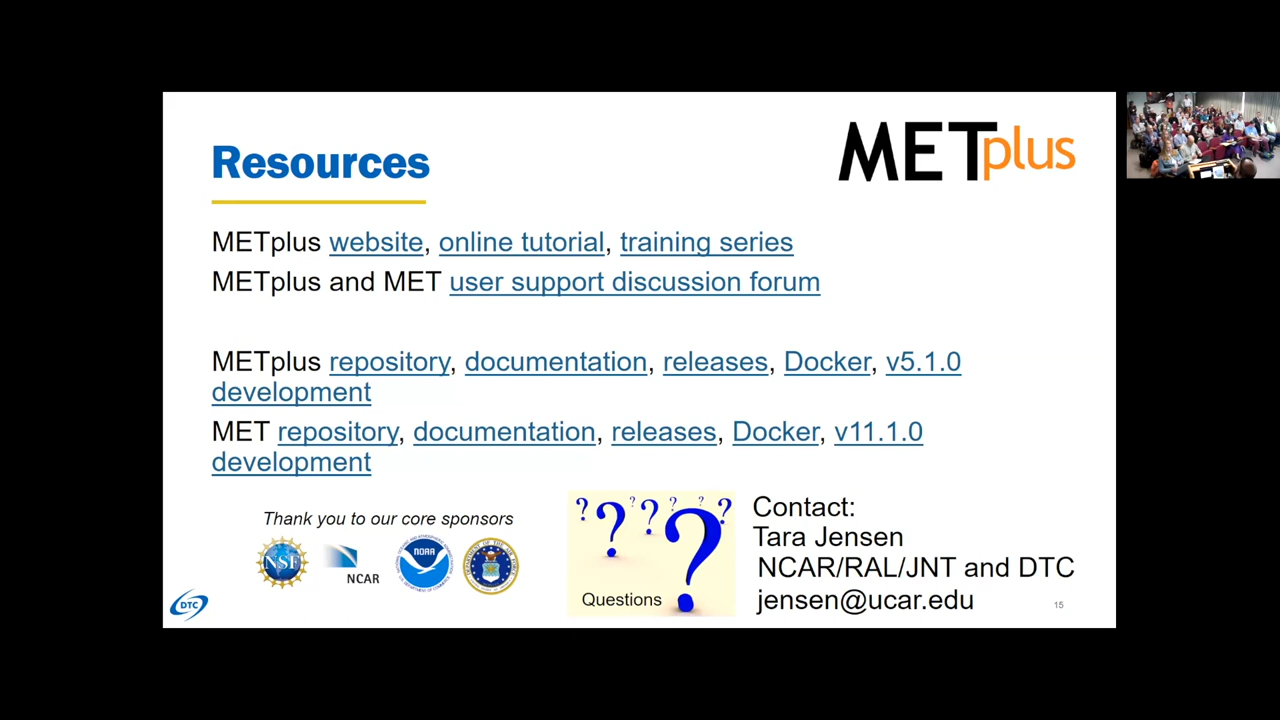 METplus
Resources
METplus website, online tutorial, training series
METplus and MET user support discussion forum
METplus repository, documentation, releases, Docker, v5.1.0
development
MET repository, documentation, releases, Docker, v11.1.0
development
Thank you to our core sponsors
NSF
NCAR
NOAA
DTC
Questions
Contact:
Tara Jensen
NCAR/RAL/JNT and DTC
jensen@ucar.edu
15